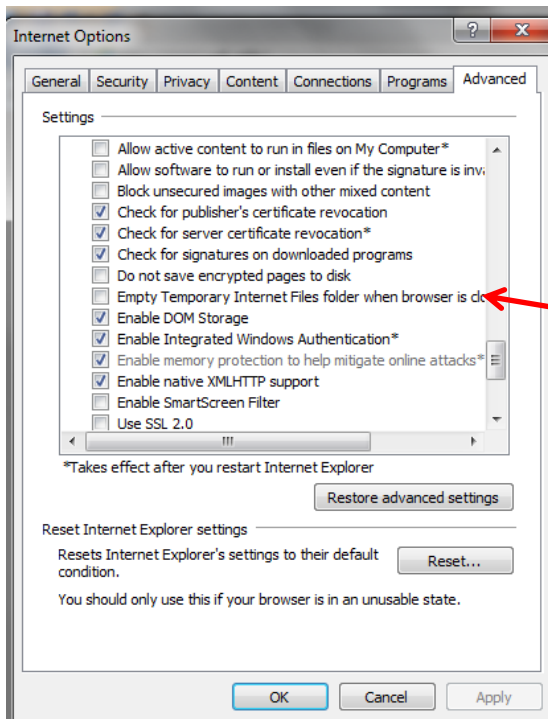 Internet Options
General Security Privacy Content Connections Programs Advanced
Settings
Allow active content to run in files on My Computer*
Allow software to run or install even if the signature is inva
Block unsecured images with other mixed content
Check for publisher's certificate revocation
Check for server certificate revocation*
Check for signatures on downloaded programs
Do not save encrypted pages to disk
Empty Temporary Internet Files folder when browser is clo
Enable DOM Storage
Enable Integrated Windows Authentication*
Enable memory protection to help mitigate online attacks*
Enable native XMLHTTP support
Enable SmartScreen Filter
Use SSL 2.0
*Takes effect after you restart Internet Explorer
Restore advanced settings
Reset Internet Explorer settings
Resets Internet Explorer's settings to their default
condition.
Reset...
You should only use this if your browser is in an unusable state.
OK Cancel Apply